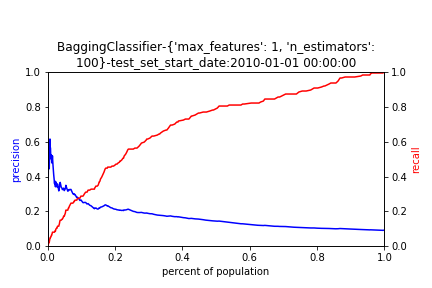 BaggingClassifier-{'max_features': 1, 'n_estimators':
100}-test_set_start_date:2010-01-01 00:00:00
1.0
0.8
0.6
0.4
0.2
0.0
precision
1.0
0.8
0.6
0.4
0.2
0.0
recall
0.0 0.2 0.4 0.6 0.8 1.0
percent of population